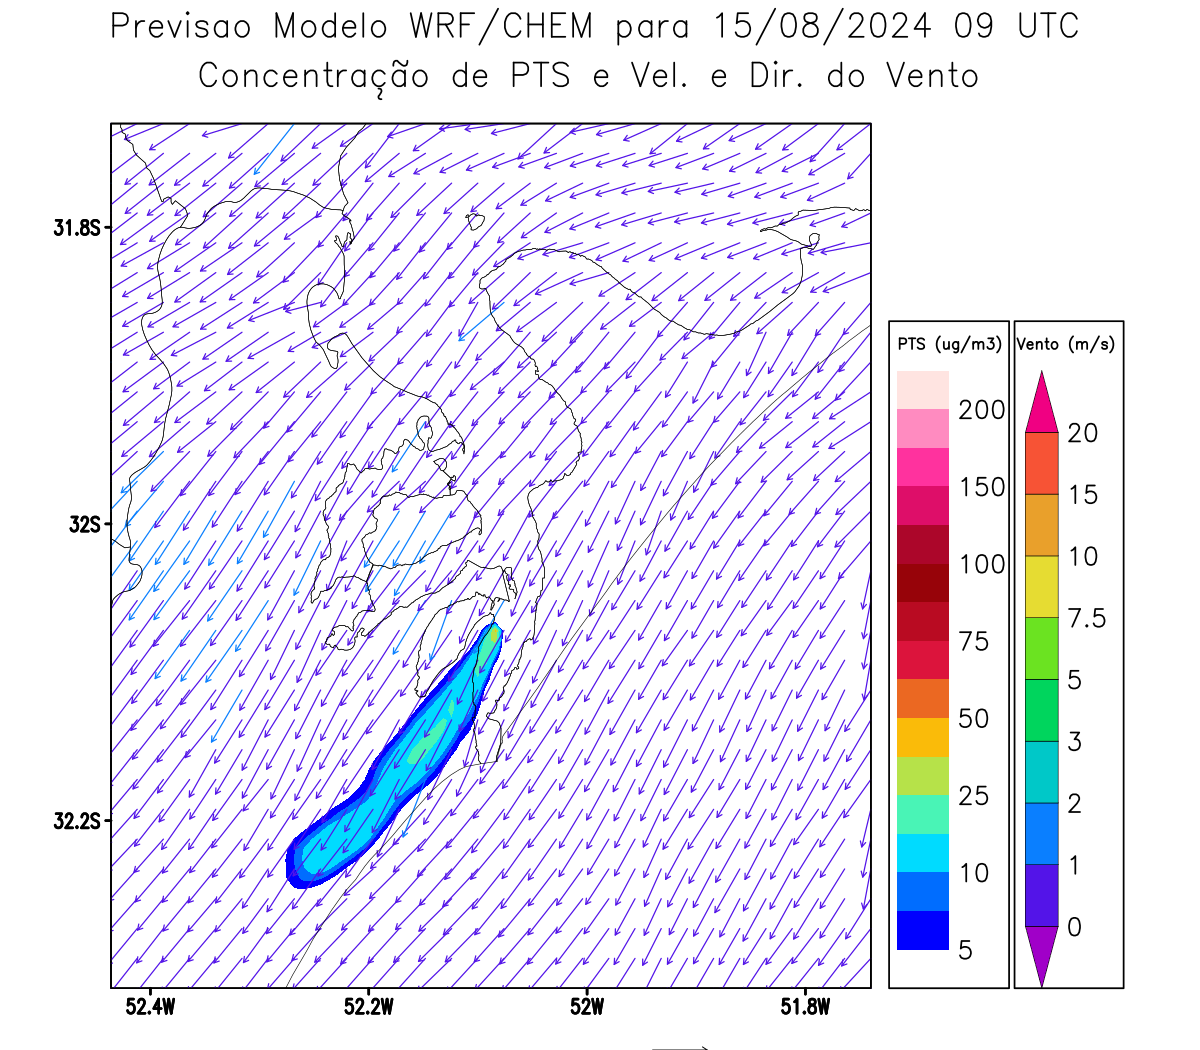 Previsao Modelo WRF/CHEM para 15/08/2024 09 UTC
Concentração de PTS e Vel. e Dir. do Vento
31.8S
32S
32.2S
52.4W
52.2W
52W
51.8W
PTS (ug/m3)
200
150
100
75
50
25
10
5
Vento (m/s)
20
15
10
7.5
5
3
2
1
0